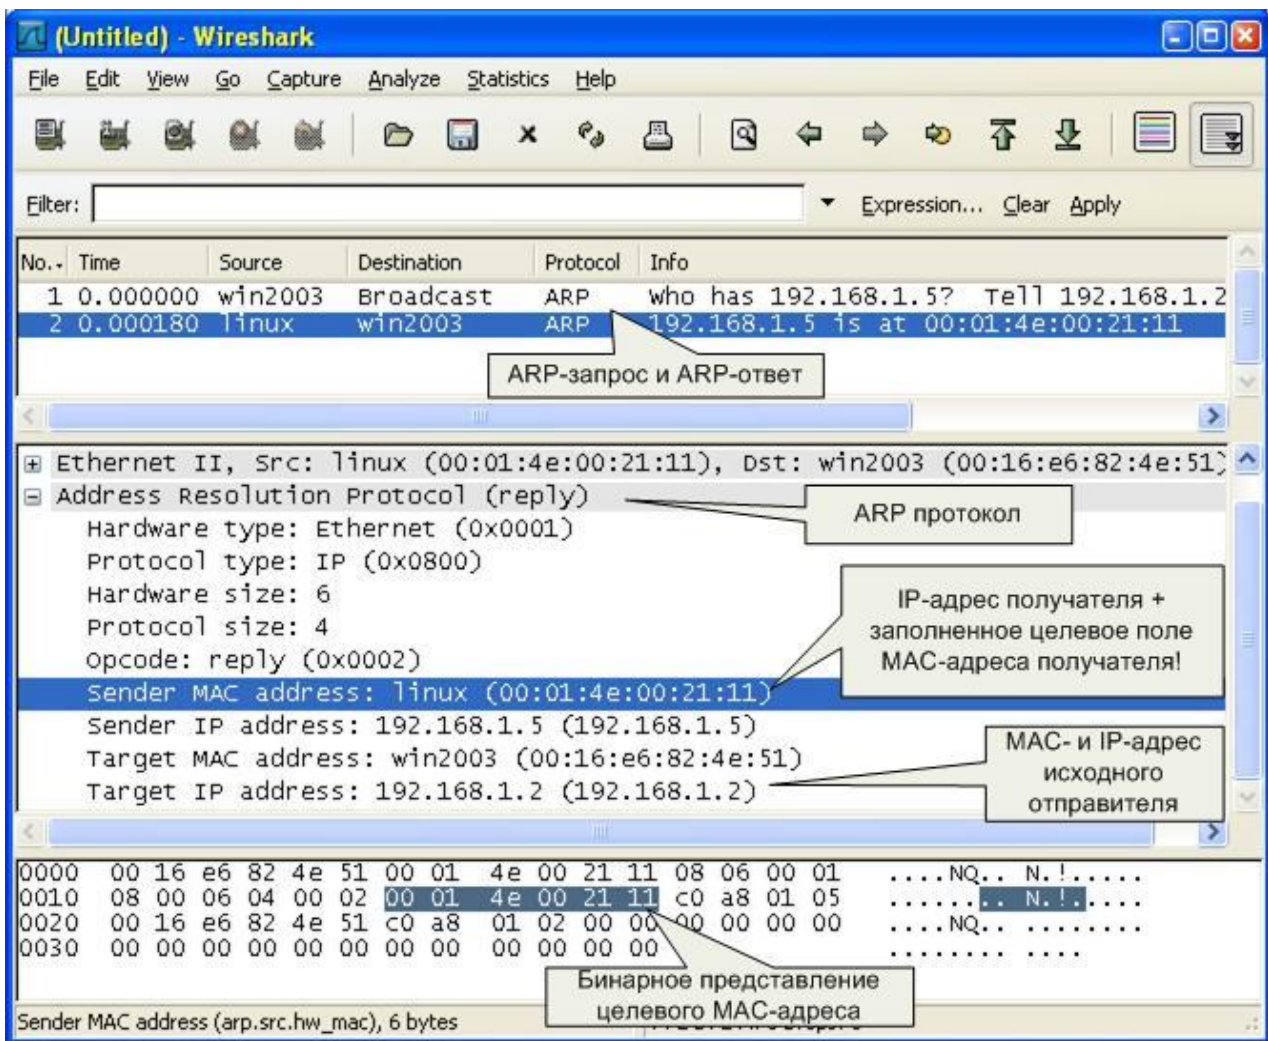 (Untitled) - Wireshark
File Edit View Go Capture Analyze Statistics Help
Filter: Expression... Clear Apply
No. Time Source Destination Protocol Info
1 0.000000 win2003 Broadcast ARP Who has 192.168.1.5? Tell 192.168.1.2
2 0.000180 linux win2003 ARP 192.168.1.5 is at 00:01:4e:00:21:11
ARP-запрос и ARP-ответ
Ethernet II, Src: linux (00:01:4e:00:21:11), Dst: win2003 (00:16:e6:82:4e:51)
Address Resolution Protocol (reply)
ARP протокол
Hardware type: Ethernet (0x0001)
Protocol type: IP (0x0800)
Hardware size: 6
Protocol size: 4
Opcode: reply (0x0002)
IP-адрес получателя +
заполненное целевое поле
MAC-адреса получателя!
Sender MAC address: linux (00:01:4e:00:21:11)
Sender IP address: 192.168.1.5 (192.168.1.5)
Target MAC address: win2003 (00:16:e6:82:4e:51)
Target IP address: 192.168.1.2 (192.168.1.2)
MAC- и IP-адрес
исходного
отправителя
0000 00 16 e6 82 4e 51 00 01 4e 00 21 11 08 06 00 01 ....NQ.. N.!.....
0010 08 00 06 04 00 02 00 01 4e 00 21 11 c0 a8 01 05 ........ N.!.....
0020 00 16 e6 82 4e 51 c0 a8 01 02 00 00 00 00 00 00 ....NQ.. ........
0030 00 00 00 00 00 00 00 00 00 00 00 00 ........ ....
Бинарное представление
целевого MAC-адреса
Sender MAC address (arp.src.hw_mac), 6 bytes